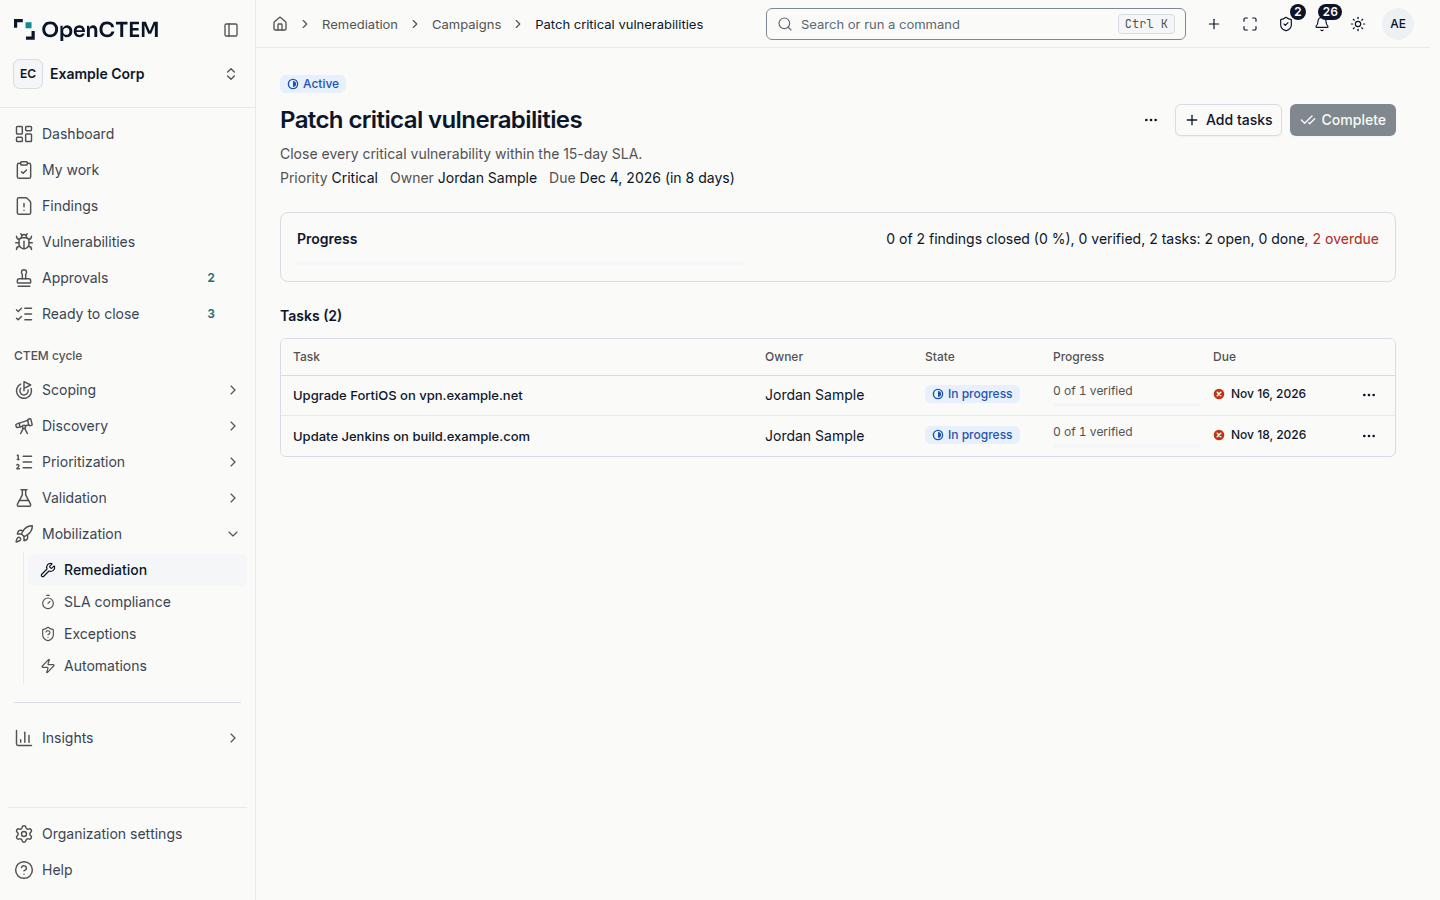 OpenCTEM
EC Example Corp
Dashboard
My work
Findings
Vulnerabilities
Approvals 2
Ready to close 3
CTEM cycle
Scoping
Discovery
Prioritization
Validation
Mobilization
Remediation
SLA compliance
Exceptions
Automations
Insights
Organization settings
Help
Remediation Campaigns Patch critical vulnerabilities
Search or run a command Ctrl K
2 26 AE
Active
Patch critical vulnerabilities
Add tasks Complete
Close every critical vulnerability within the 15-day SLA.
Priority Critical Owner Jordan Sample Due Dec 4, 2026 (in 8 days)
Progress 0 of 2 findings closed (0 %), 0 verified, 2 tasks: 2 open, 0 done, 2 overdue
Tasks (2)
Task Owner State Progress Due
Upgrade FortiOS on vpn.example.net Jordan Sample In progress 0 of 1 verified Nov 16, 2026
Update Jenkins on build.example.com Jordan Sample In progress 0 of 1 verified Nov 18, 2026